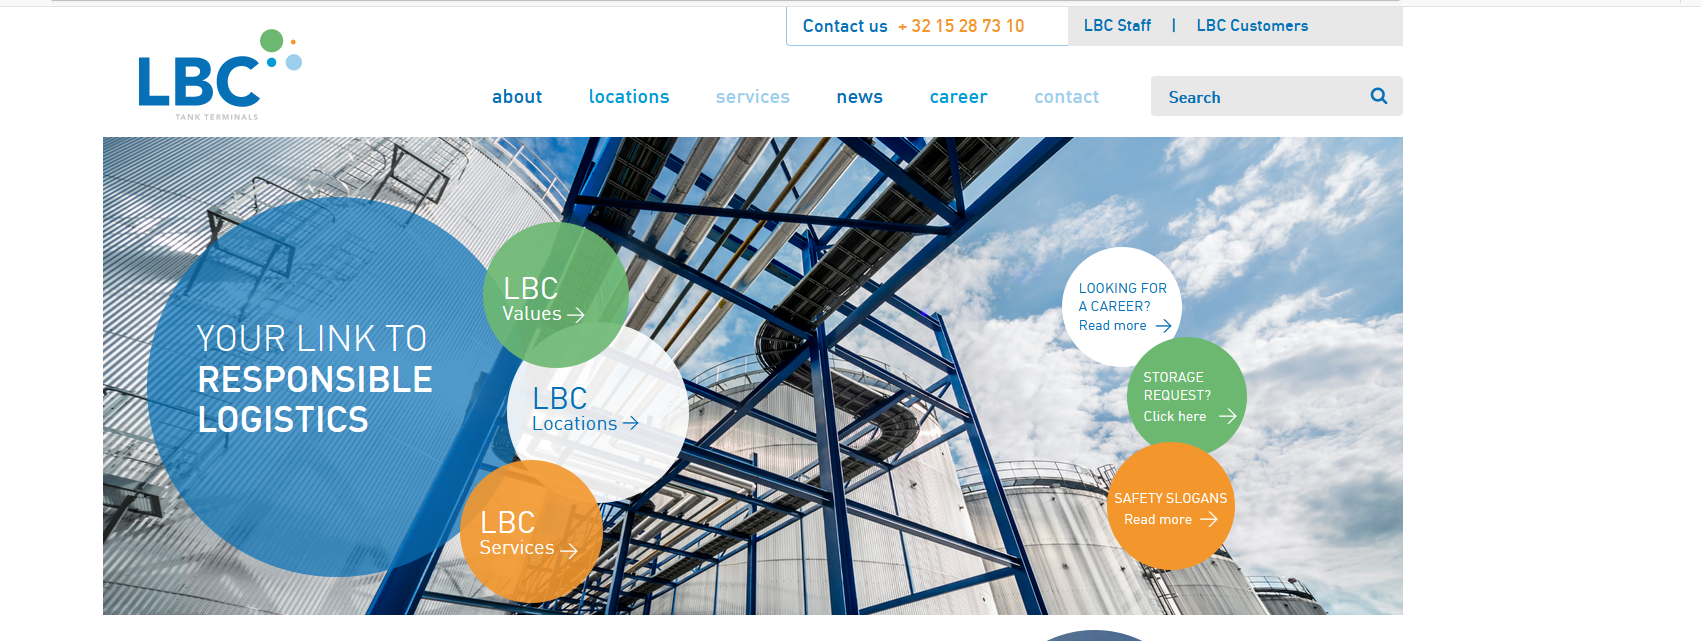 Contact us + 32 15 28 73 10
LBC Staff | LBC Customers
LBC
TANK TERMINALS
about locations services news career contact
Search
YOUR LINK TO
RESPONSIBLE
LOGISTICS
LBC
Values
LBC
Locations
LBC
Services
LOOKING FOR
A CAREER?
Read more
STORAGE
REQUEST?
Click here
SAFETY SLOGANS
Read more